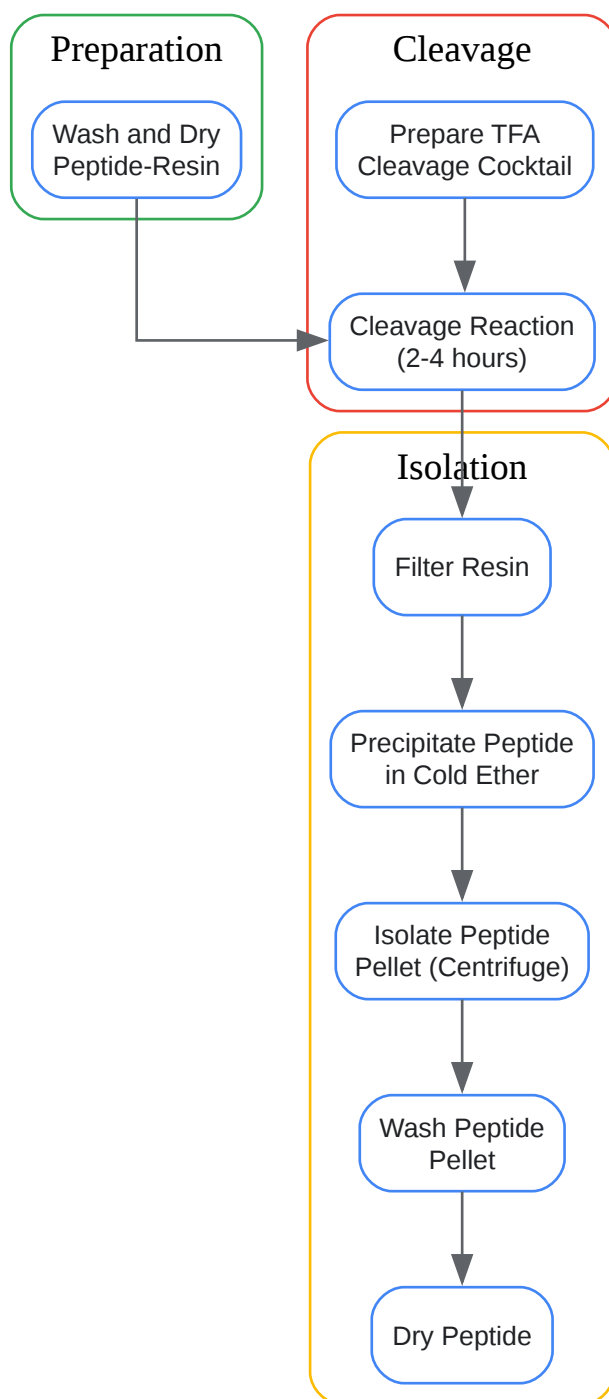 Preparation
Wash and Dry
Peptide-Resin
Cleavage
Prepare TFA
Cleavage Cocktail
Cleavage Reaction
(2-4 hours)
Isolation
Filter Resin
Precipitate Peptide
in Cold Ether
Isolate Peptide
Pellet (Centrifuge)
Wash Peptide
Pellet
Dry Peptide